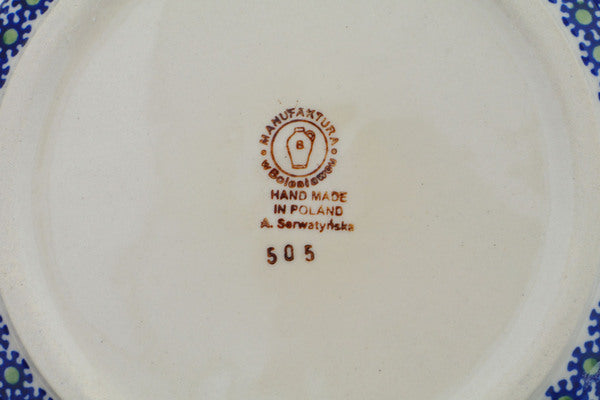 MANUFAKTURA
w Bolesławcu
B
HAND MADE
IN POLAND
A. Serwatyńska
505